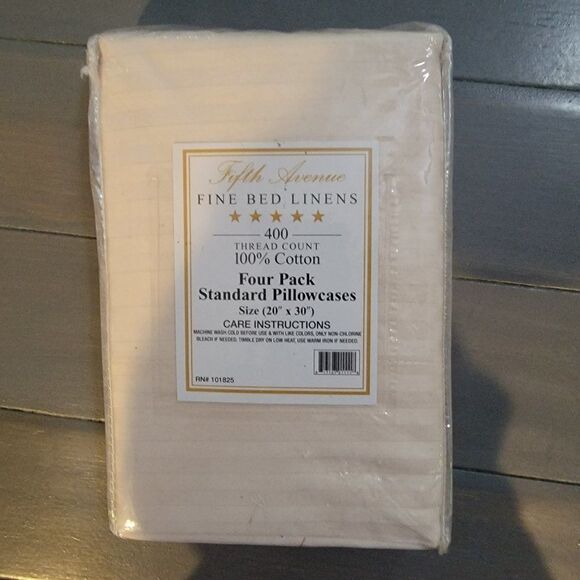 Fifth Avenue
FINE BED LINENS
400
THREAD COUNT
100% Cotton
Four Pack
Standard Pillowcases
Size (20" x 30")
CARE INSTRUCTIONS
MACHINE WASH COLD BEFORE USE & WITH LIKE COLORS, ONLY NON-CHLORINE
BLEACH IF NEEDED. TIMBLE DRY ON LOW HEAT, USE WARM IRON IF NEEDED.
RN# 101825